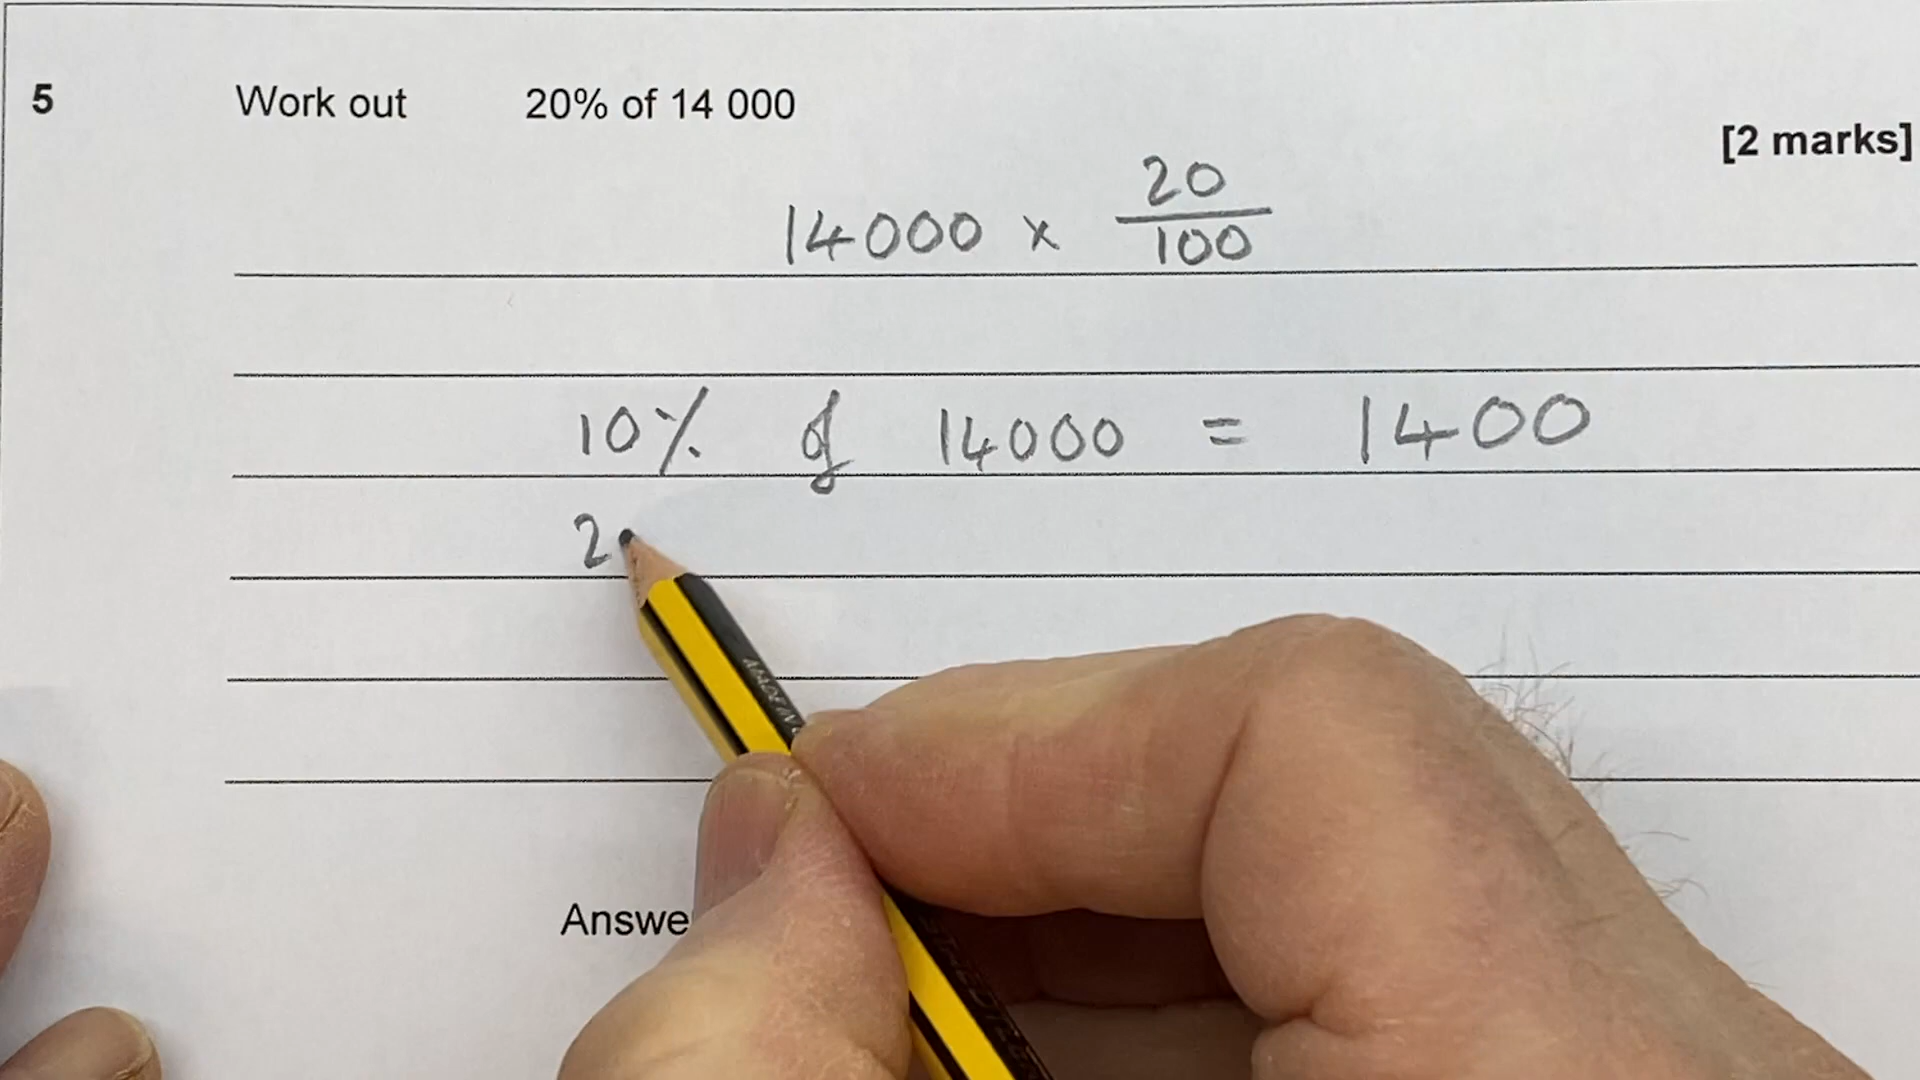 5 Work out 20% of 14 000
[2 marks]
14000 × 20/100
10% of 14000 = 1400
2
Answe